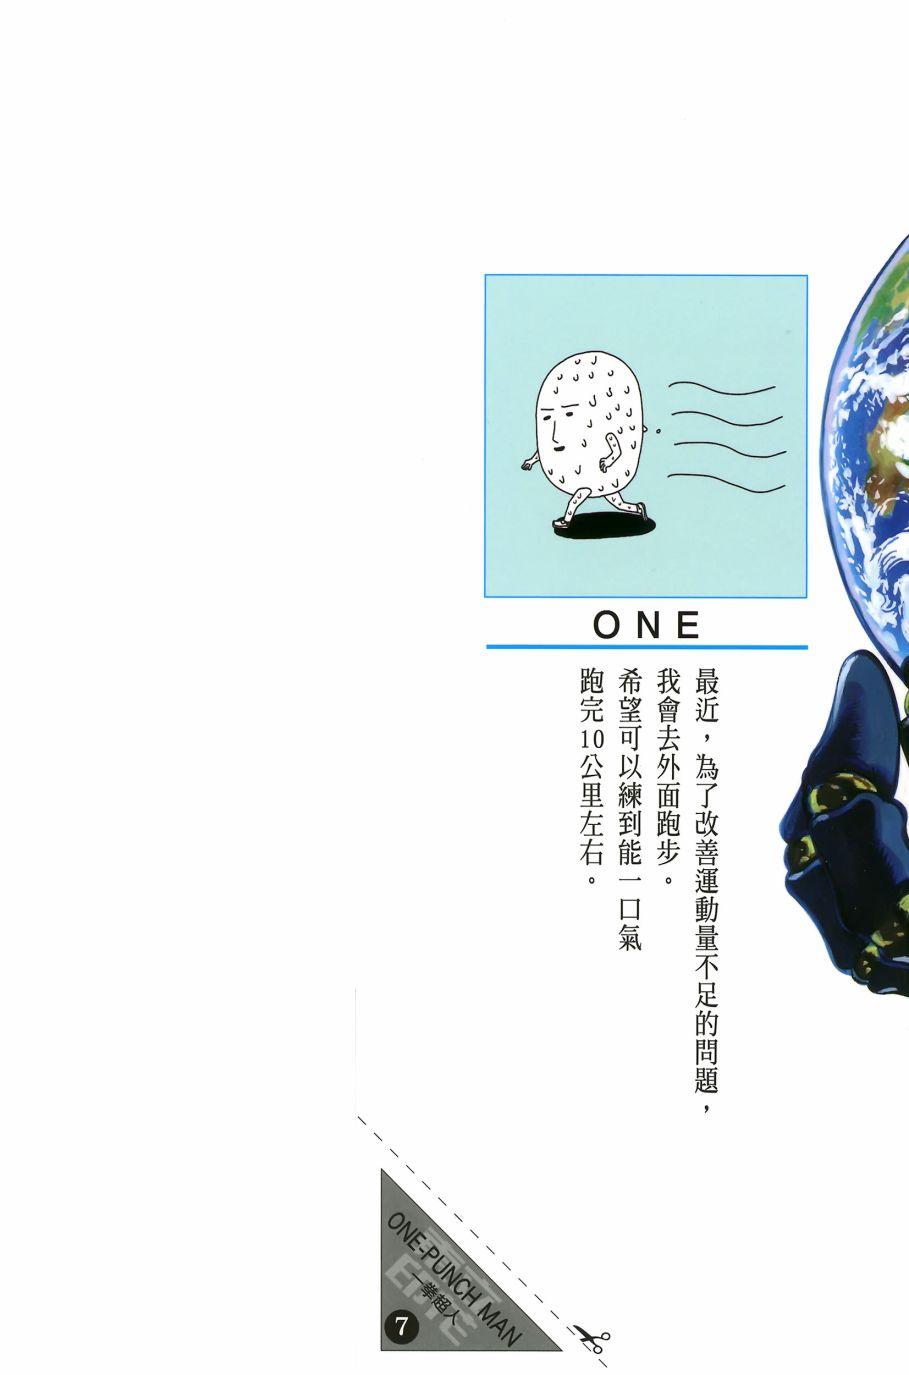 ONE
最近，為了改善運動量不足的問題，
我會去外面跑步。
希望可以練到能一口氣
跑完10公里左右。
ONE-PUNCH MAN
一拳超人
7